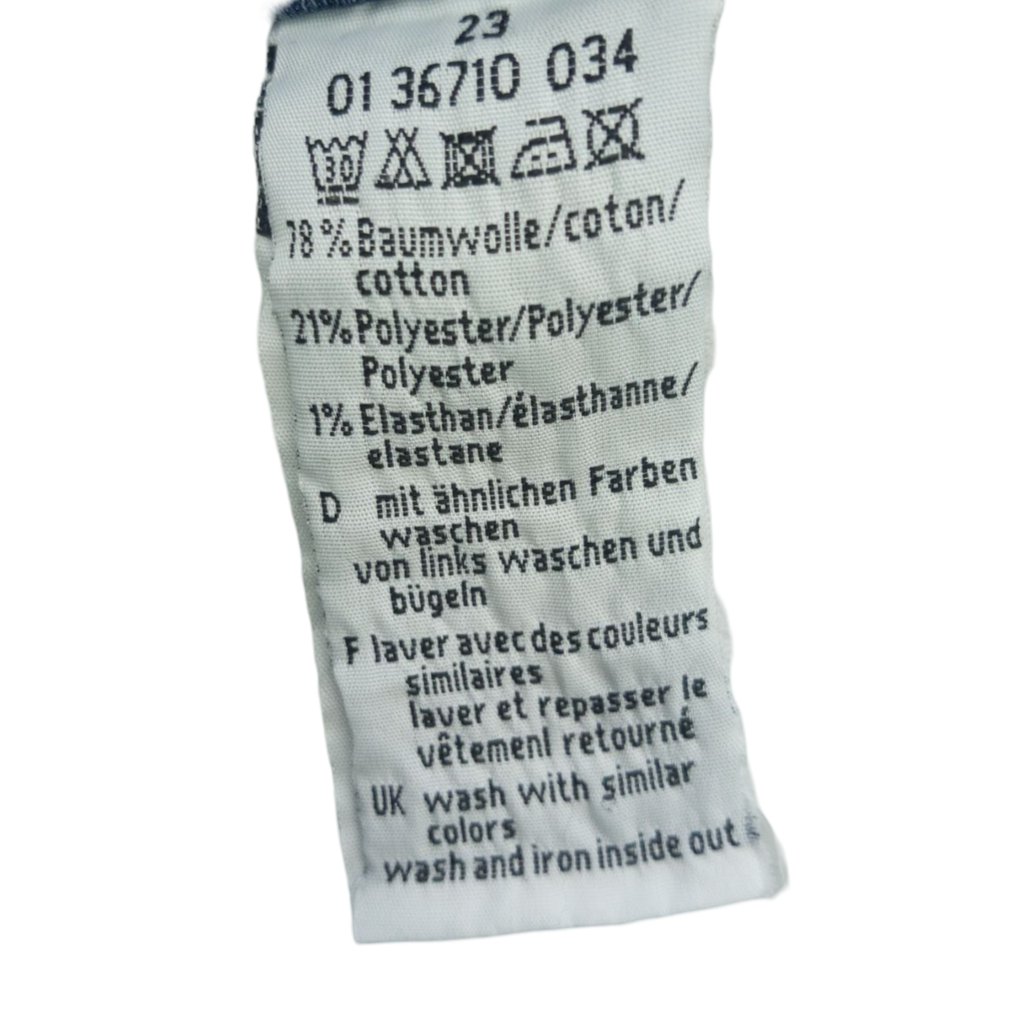 23
01 36710 034
30
78% Baumwolle/coton/
cotton
21% Polyester/Polyester/
Polyester
1% Elasthan/élasthanne/
elastane
D mit ähnlichen Farben
waschen
von links waschen und
bügeln
F laver avec des couleurs
similaires
laver et repasser le
vêtement retourné
UK wash with similar
colors
wash and iron inside out